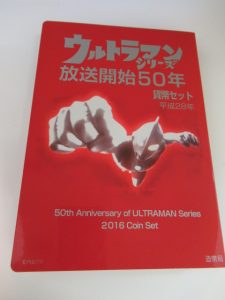 ウルトラマン
シリーズ
放送開始50年
貨幣セット
平成28年
50th Anniversary of ULTRAMAN Series
2016 Coin Set
造幣局